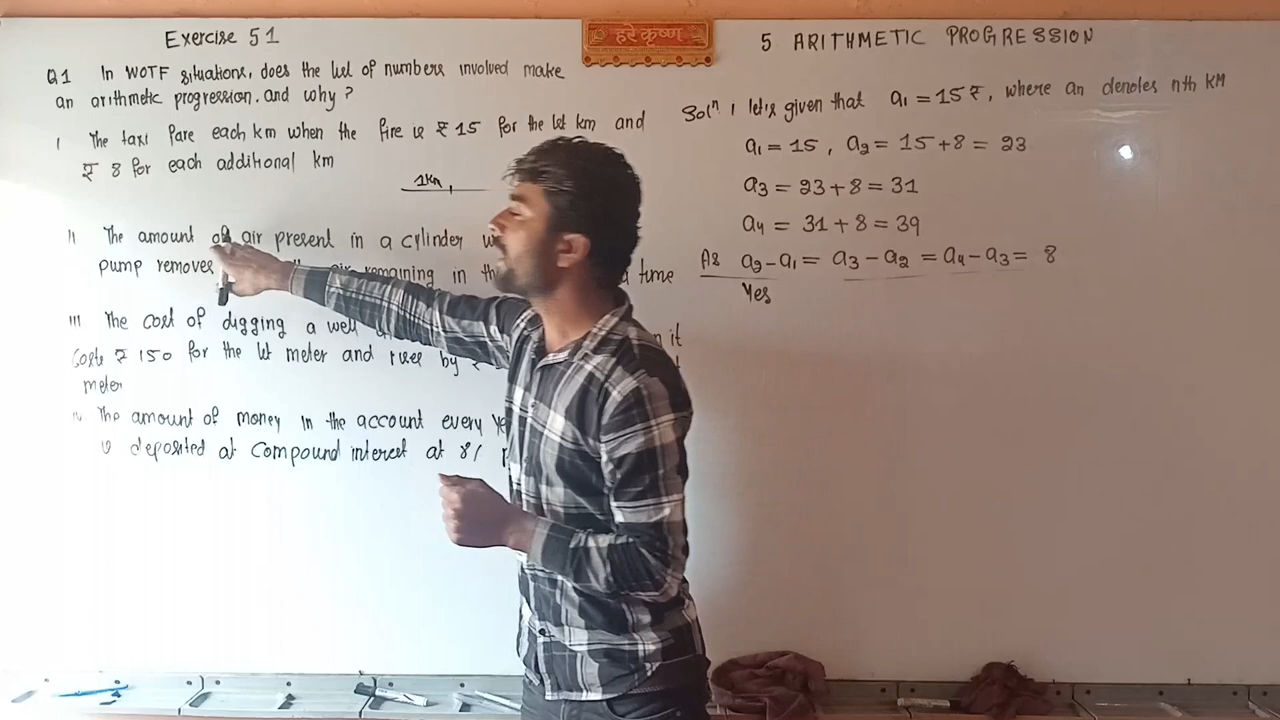 Exercise 51
हरे कृष्ण
5 ARITHMETIC PROGRESSION
Q1 In WOTF situations, does the list of numbers involved make
an arithmetic progression. and why?
I The taxi fare each km when the fire is ₹ 15 for the 1st km and
₹ 8 for each additional km
1km
II The amount of air present in a cylinder
pump removes remaining in time
III The cost of digging a well it
Costs ₹ 150 for the 1st meter and rises by ₹
meter
IV The amount of money in the account every
is deposited at compound interest at 8%
Solⁿ I let's given that a₁ = 15₹, where an denotes nth KM
a₁ = 15, a₂ = 15+8 = 23
a₃ = 23+8 = 31
a₄ = 31+8 = 39
As a₂-a₁ = a₃-a₂ = a₄-a₃ = 8
Yes